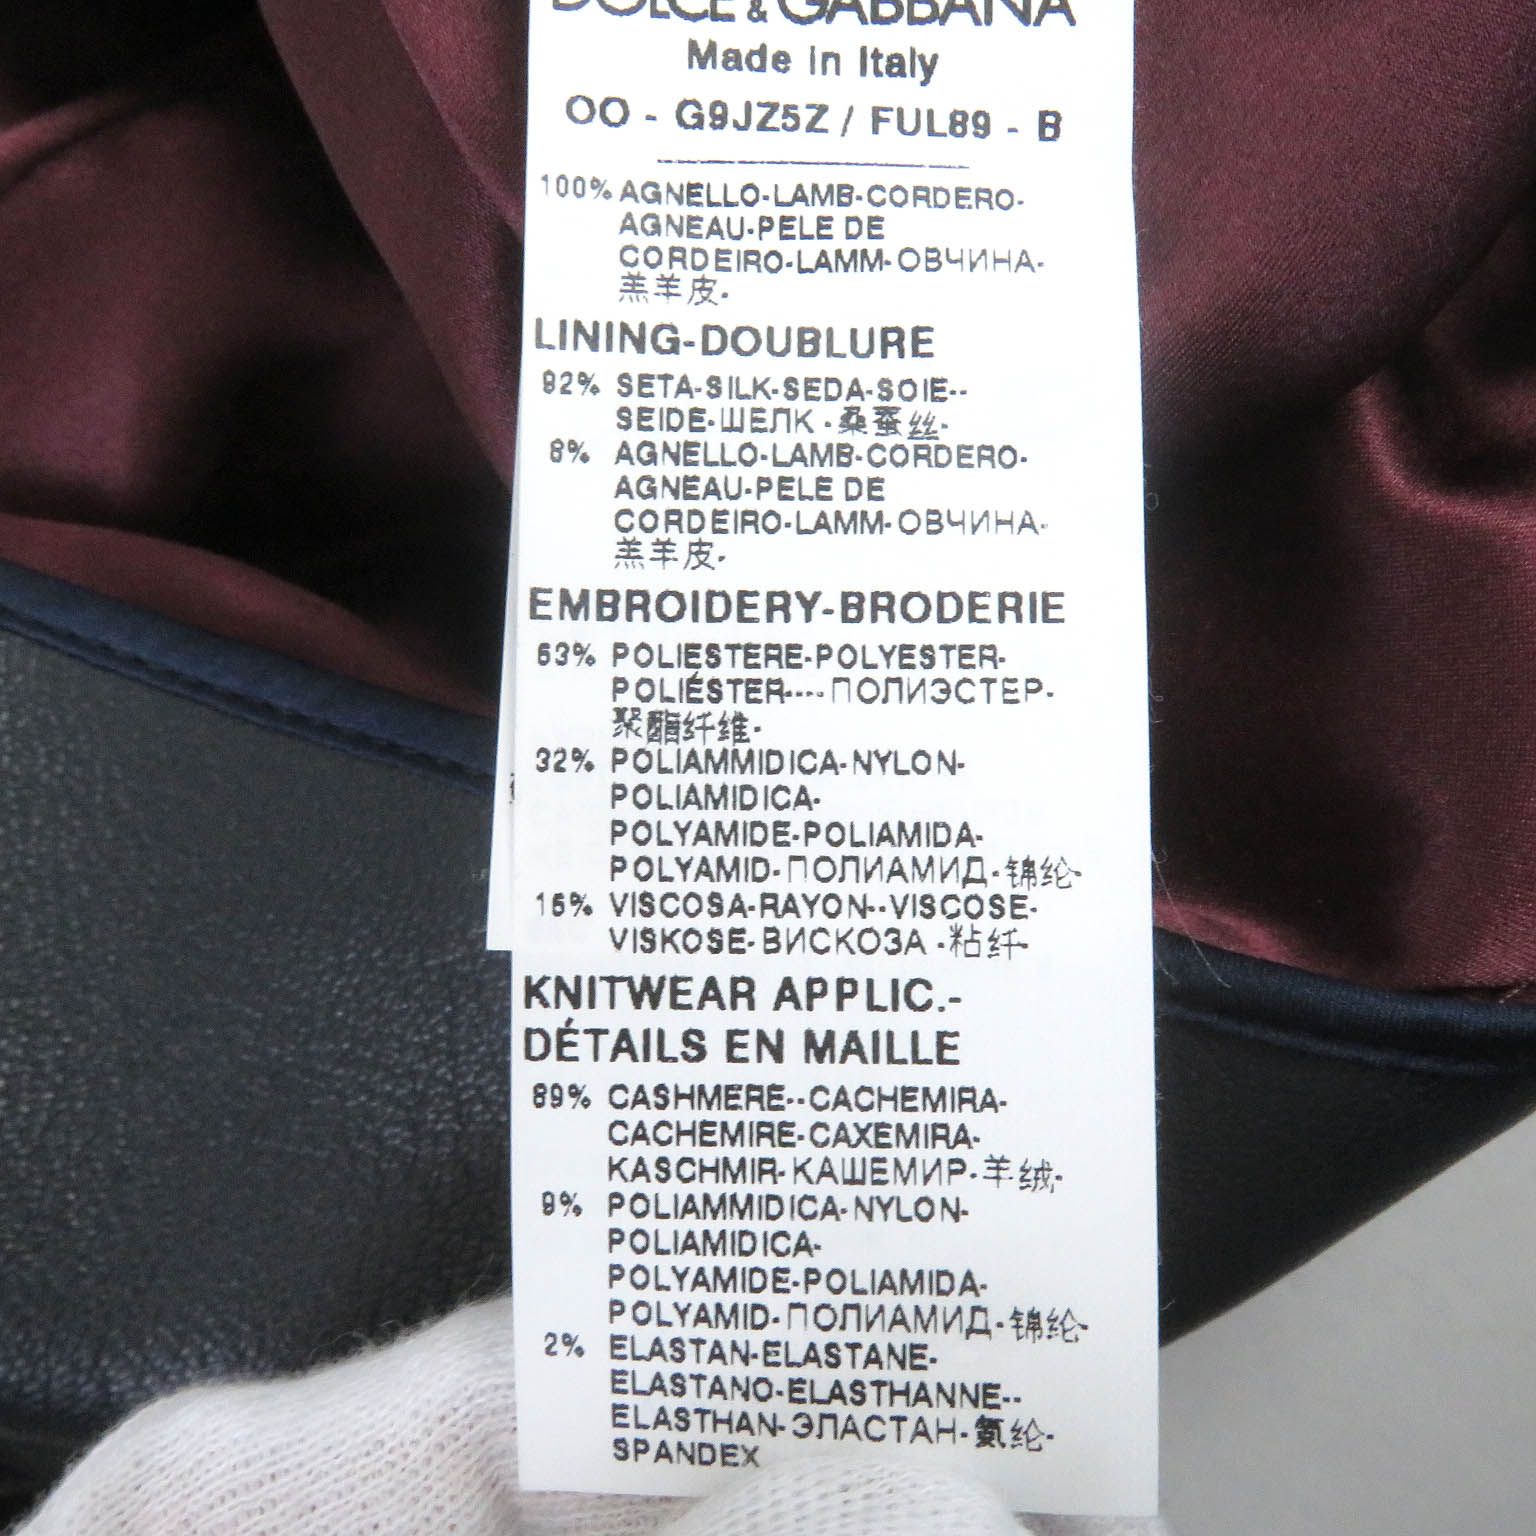 DOLCE & GABBANA
Made in Italy
OO - G9JZ5Z / FUL89 - B
100% AGNELLO-LAMB-CORDERO-
AGNEAU-PELE DE
CORDEIRO-LAMM-ОВЧИНА-
羔羊皮-
LINING-DOUBLURE
92% SETA-SILK-SEDA-SOIE--
SEIDE-ШЕЛК-桑蚕丝-
8% AGNELLO-LAMB-CORDERO-
AGNEAU-PELE DE
CORDEIRO-LAMM-ОВЧИНА-
羔羊皮-
EMBROIDERY-BRODERIE
53% POLIESTERE-POLYESTER-
POLIÉSTER----ПОЛИЭСТЕР-
聚酯纤维-
32% POLIAMMIDICA-NYLON-
POLIAMIDICA-
POLYAMIDE-POLIAMIDA-
POLYAMID-ПОЛИАМИД-锦纶-
15% VISCOSA-RAYON--VISCOSE-
VISKOSE-ВИСКОЗА-粘纤-
KNITWEAR APPLIC.-
DÉTAILS EN MAILLE
89% CASHMERE--CACHEMIRA-
CACHEMIRE-CAXEMIRA-
KASCHMIR-КАШЕМИР-羊绒-
9% POLIAMMIDICA-NYLON-
POLIAMIDICA-
POLYAMIDE-POLIAMIDA-
POLYAMID-ПОЛИАМИД-锦纶-
2% ELASTAN-ELASTANE-
ELASTANO-ELASTHANNE--
ELASTHAN-ЭЛАСТАН-氨纶-
SPANDEX